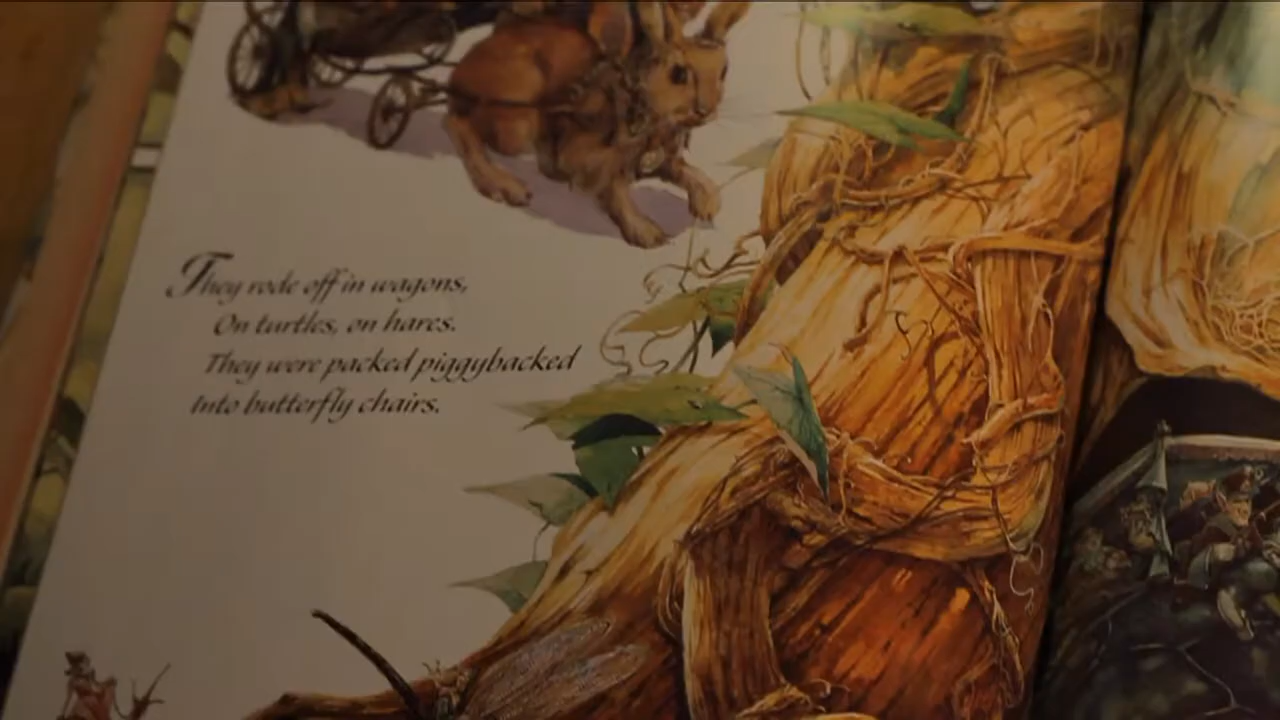 They rode off in wagons,
On turtles, on hares.
They were packed piggybacked
Into butterfly chairs.